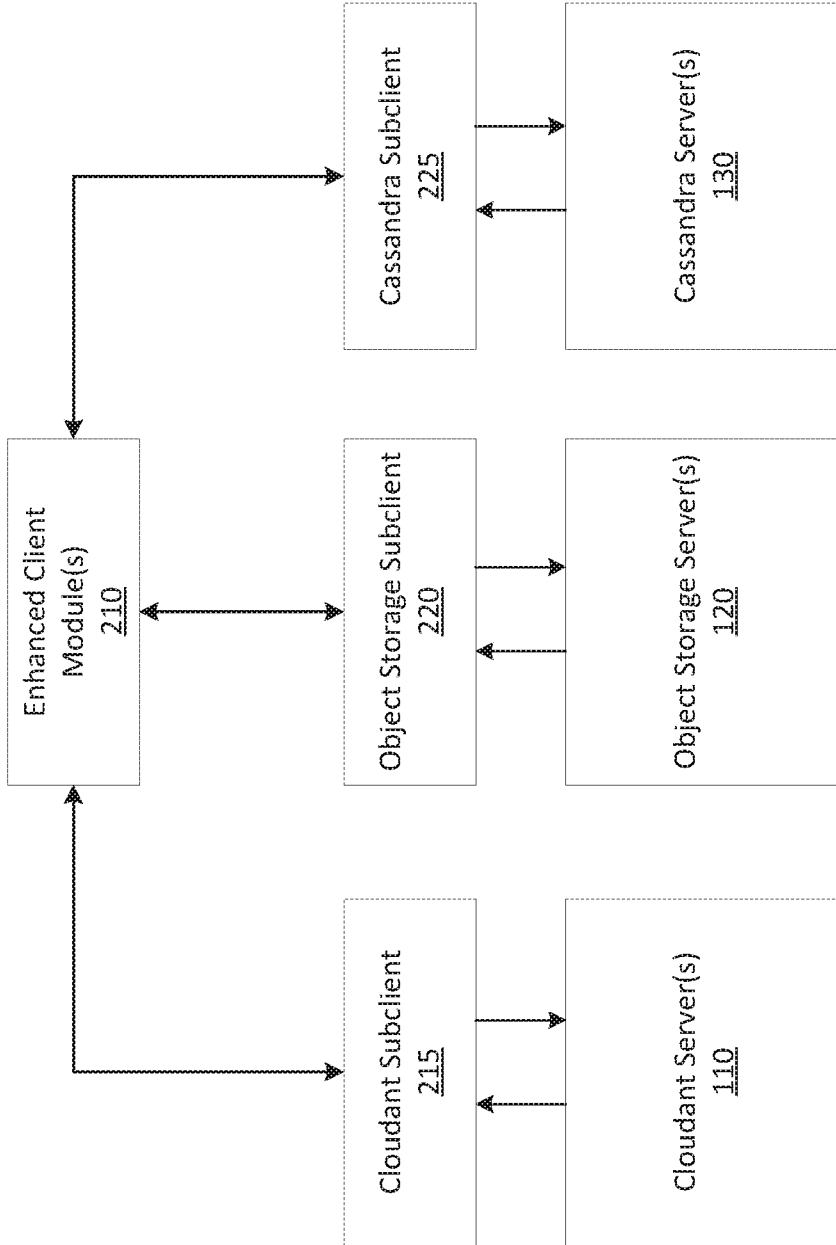 Enhanced Client
Module(s)
210
Cloudant Subclient
215
Object Storage Subclient
220
Cassandra Subclient
225
Cloudant Server(s)
110
Object Storage Server(s)
120
Cassandra Server(s)
130